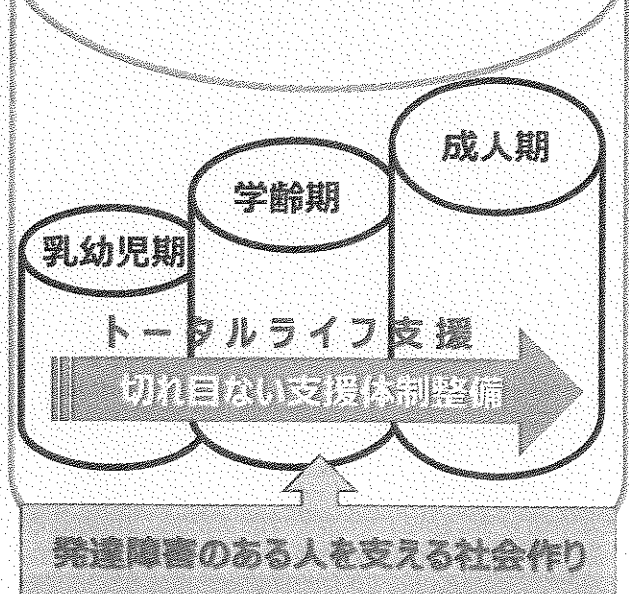 成人期
学齢期
乳幼児期
トータルライフ支援
切れ目ない支援体制整備
発達障害のある人を支える社会作り